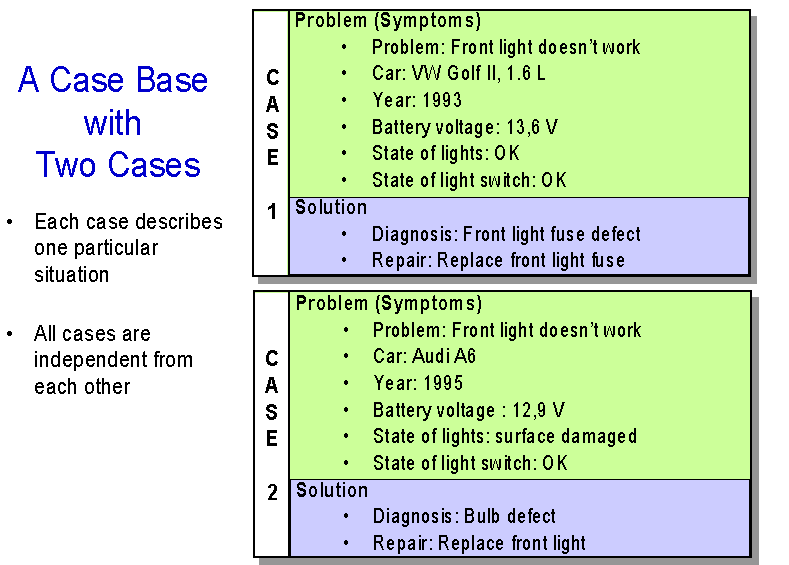 A Case Base
with
Two Cases
• Each case describes
one particular
situation
• All cases are
independent from
each other
C
A
S
E
1
Problem (Symptoms)
• Problem: Front light doesn't work
• Car: VW Golf II, 1.6 L
• Year: 1993
• Battery voltage: 13,6 V
• State of lights: OK
• State of light switch: OK
Solution
• Diagnosis: Front light fuse defect
• Repair: Replace front light fuse
C
A
S
E
2
Problem (Symptoms)
• Problem: Front light doesn't work
• Car: Audi A6
• Year: 1995
• Battery voltage : 12,9 V
• State of lights: surface damaged
• State of light switch: OK
Solution
• Diagnosis: Bulb defect
• Repair: Replace front light